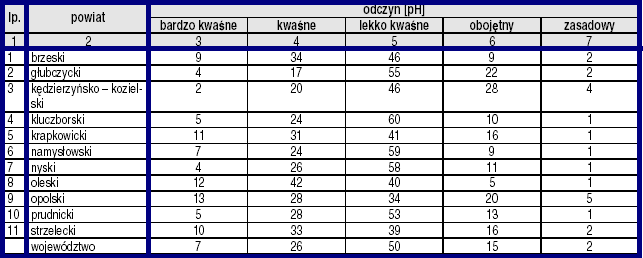 lp. powiat odczyn [pH]
bardzo kwaśne kwaśne lekko kwaśne obojętny zasadowy
1 2 3 4 5 6 7
1 brzeski 9 34 46 9 2
2 głubczycki 4 17 55 22 2
3 kędzierzyńsko – koziel- 2 20 46 28 4
ski
4 kluczborski 5 24 60 10 1
5 krapkowicki 11 31 41 16 1
6 namysłowski 7 24 59 9 1
7 nyski 4 26 58 11 1
8 oleski 12 42 40 5 1
9 opolski 13 28 34 20 5
10 prudnicki 5 28 53 13 1
11 strzelecki 10 33 39 16 2
województwo 7 26 50 15 2